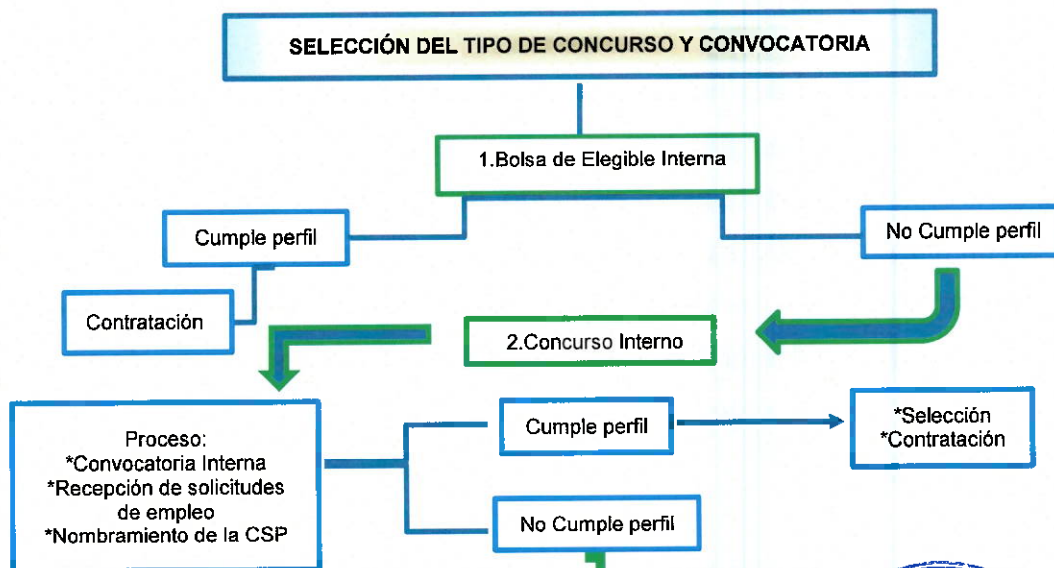 SELECCIÓN DEL TIPO DE CONCURSO Y CONVOCATORIA
1.Bolsa de Elegible Interna
Cumple perfil
No Cumple perfil
Contratación
2.Concurso Interno
Proceso:
*Convocatoria Interna
*Recepción de solicitudes
de empleo
*Nombramiento de la CSP
Cumple perfil
*Selección
*Contratación
No Cumple perfil